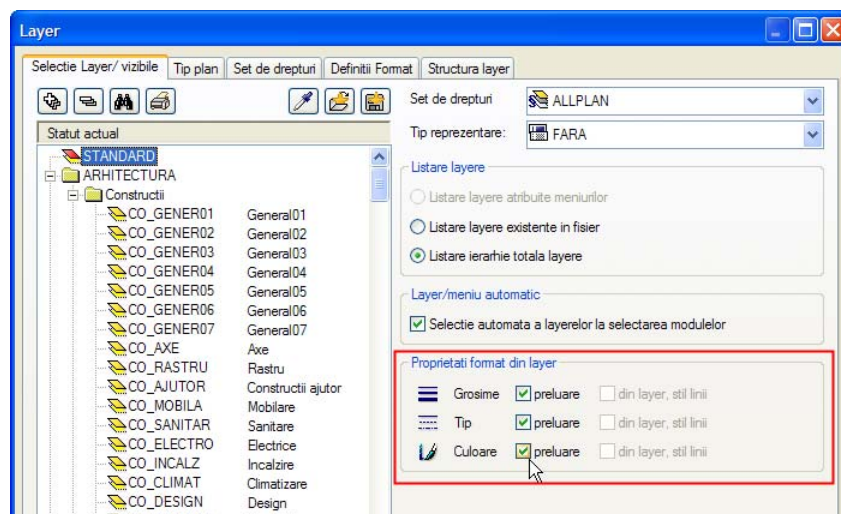 Layer
Selectie Layer/ vizibile Tip plan Set de drepturi Definitii Format Structura layer
Statut actual
STANDARD
ARHITECTURA
Constructii
CO_GENER01 General01
CO_GENER02 General02
CO_GENER03 General03
CO_GENER04 General04
CO_GENER05 General05
CO_GENER06 General06
CO_GENER07 General07
CO_AXE Axe
CO_RASTRU Rastru
CO_AJUTOR Constructii ajutor
CO_MOBILA Mobilare
CO_SANITAR Sanitare
CO_ELECTRO Electrice
CO_INCALZ Incalzire
CO_CLIMAT Climatizare
CO_DESIGN Design
Set de drepturi ALLPLAN
Tip reprezentare: FARA
Listare layere
Listare layere atribuite meniurilor
Listare layere existente in fisier
Listare ierarhie totala layere
Layer/meniu automatic
Selectie automata a layerelor la selectarea modulelor
Proprietati format din layer
Grosime preluare din layer, stil linii
Tip preluare din layer, stil linii
Culoare preluare din layer, stil linii